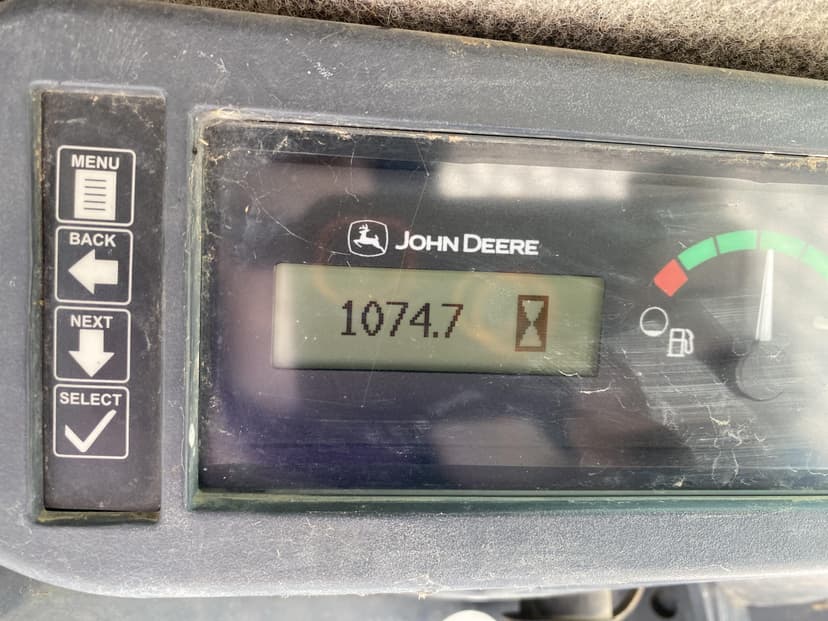 MENU
BACK
NEXT
SELECT
JOHN DEERE
1074.7